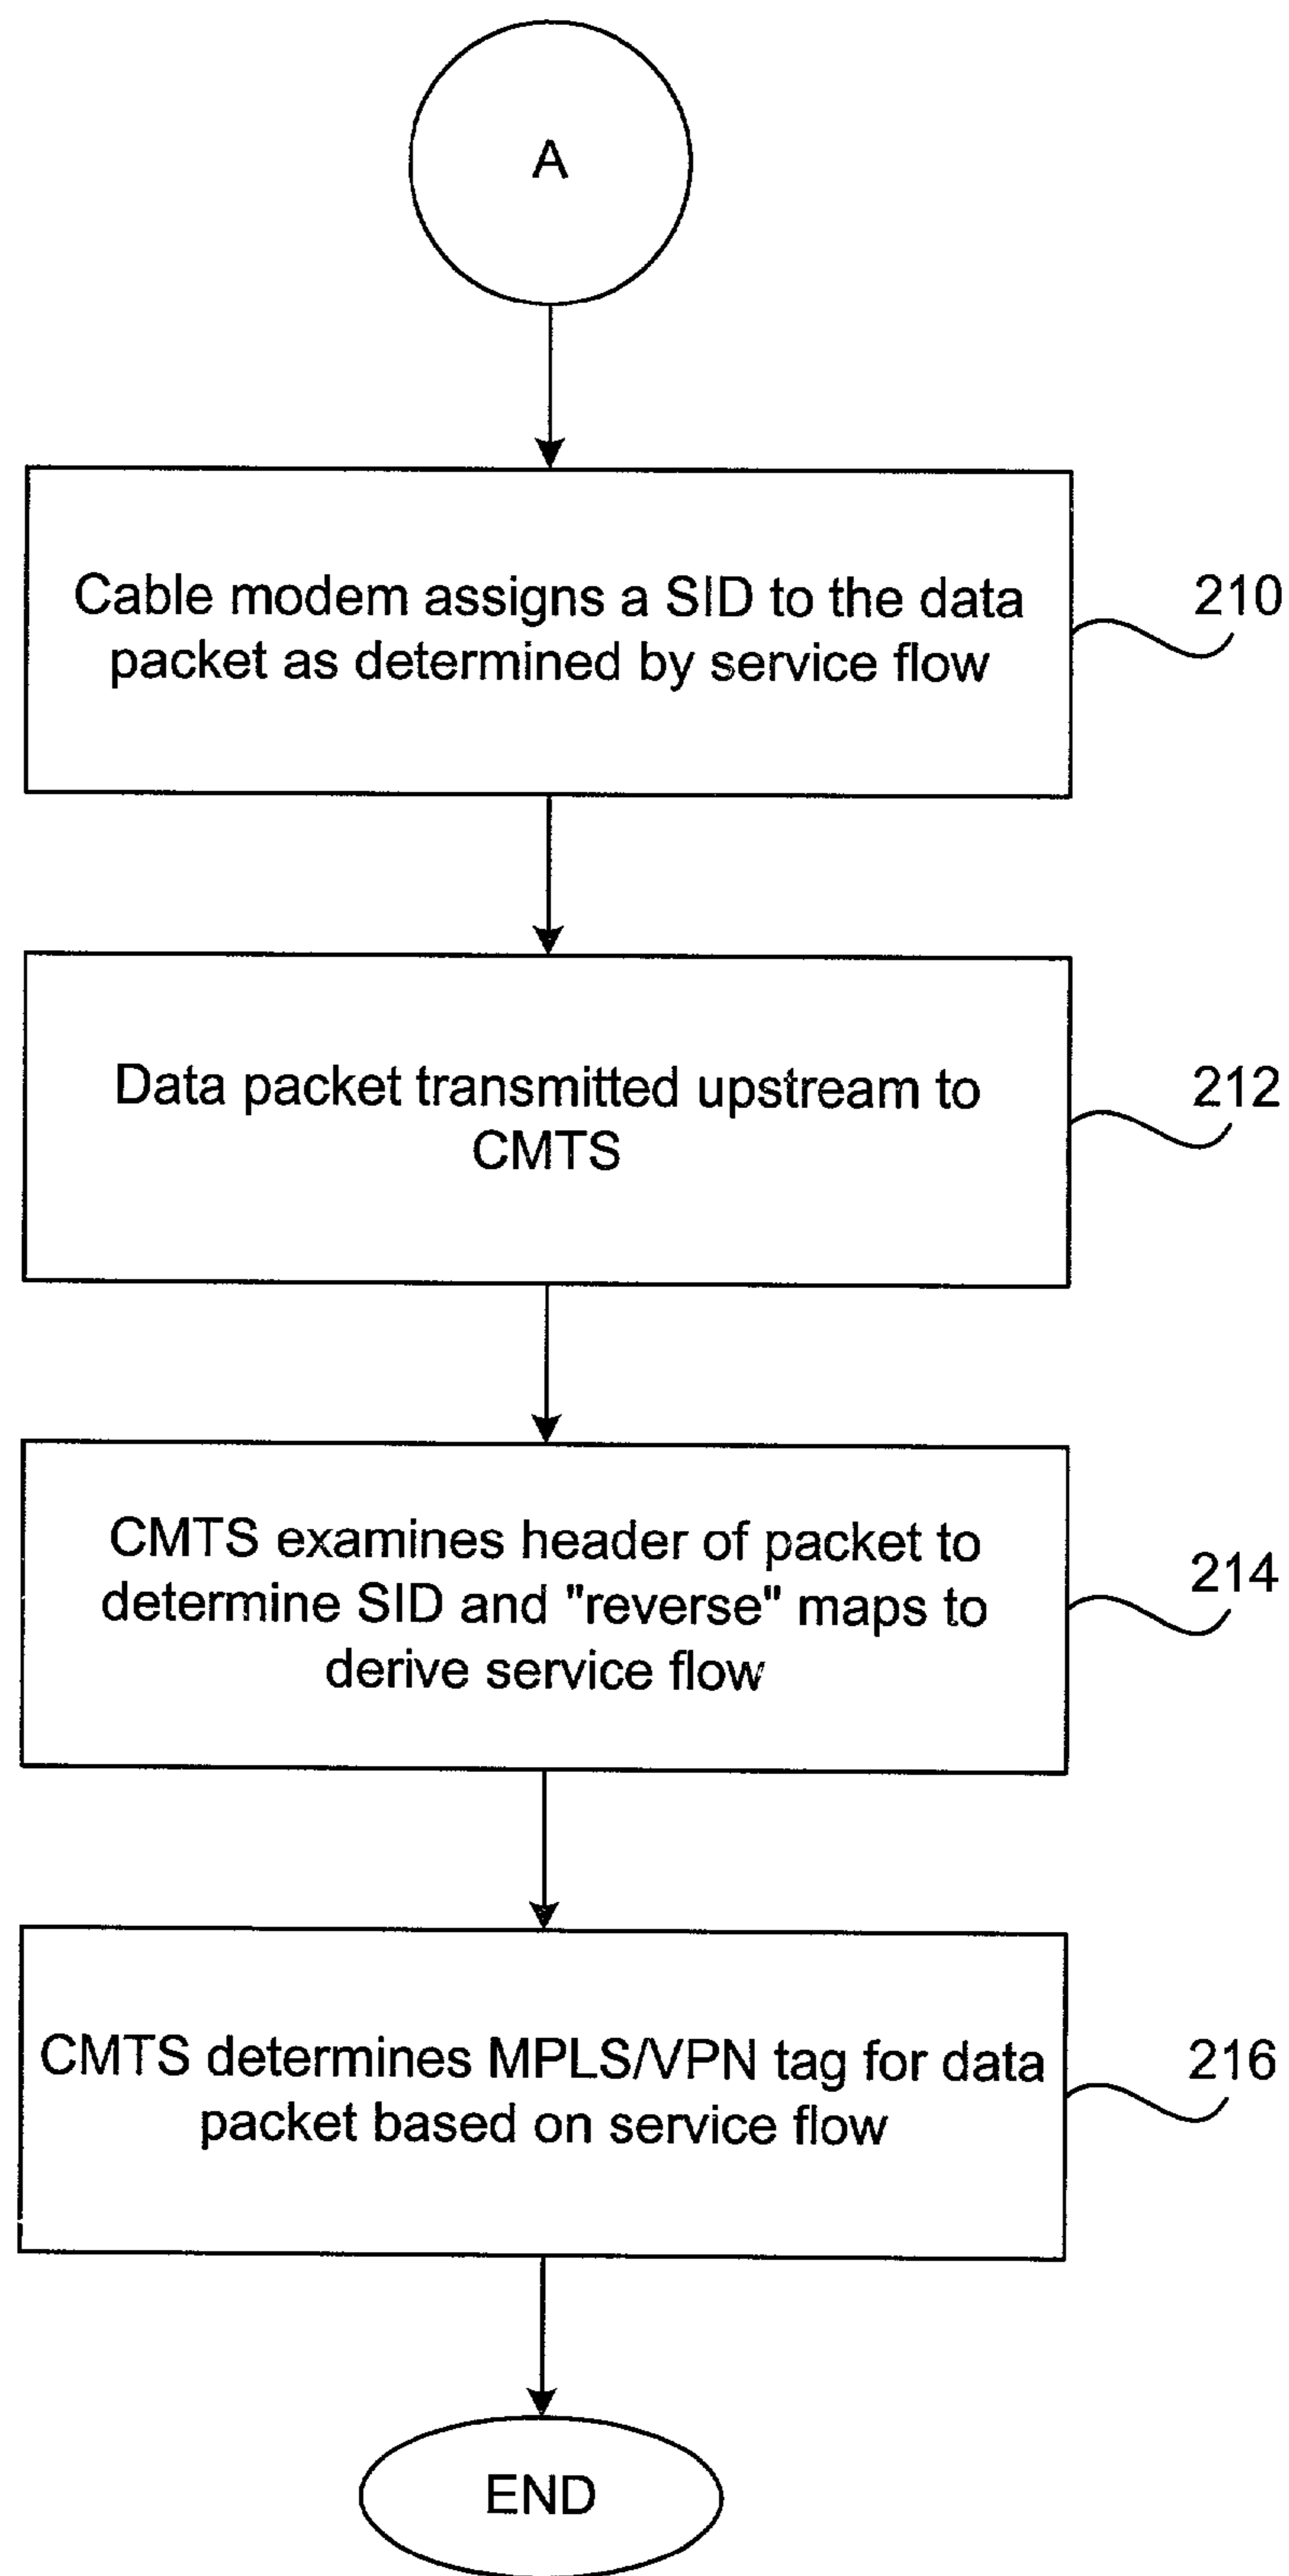 A
Cable modem assigns a SID to the data
packet as determined by service flow
210
Data packet transmitted upstream to
CMTS
212
CMTS examines header of packet to
determine SID and "reverse" maps to
derive service flow
214
CMTS determines MPLS/VPN tag for data
packet based on service flow
216
END